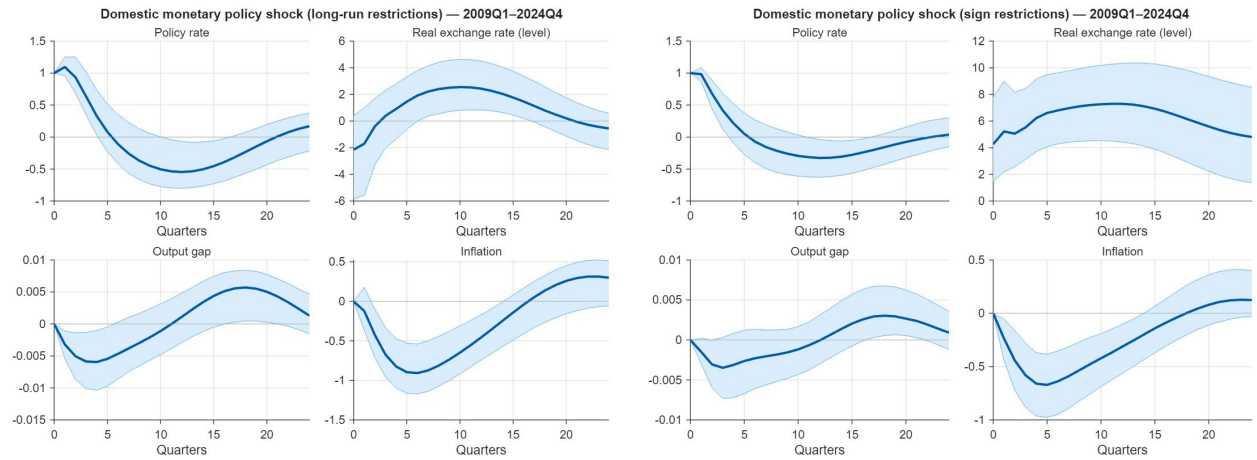 Domestic monetary policy shock (long-run restrictions) — 2009Q1–2024Q4
Policy rate
1.5
1
0.5
0
-0.5
-1
0 5 10 15 20
Quarters
Real exchange rate (level)
6
4
2
0
-2
-4
-6
0 5 10 15 20
Quarters
Output gap
0.01
0.005
0
-0.005
-0.01
-0.015
0 5 10 15 20
Quarters
Inflation
0.5
0
-0.5
-1
-1.5
0 5 10 15 20
Quarters
Domestic monetary policy shock (sign restrictions) — 2009Q1–2024Q4
Policy rate
1.5
1
0.5
0
-0.5
-1
0 5 10 15 20
Quarters
Real exchange rate (level)
12
10
8
6
4
2
0
0 5 10 15 20
Quarters
Output gap
0.01
0.005
0
-0.005
-0.01
0 5 10 15 20
Quarters
Inflation
0.5
0
-0.5
-1
0 5 10 15 20
Quarters